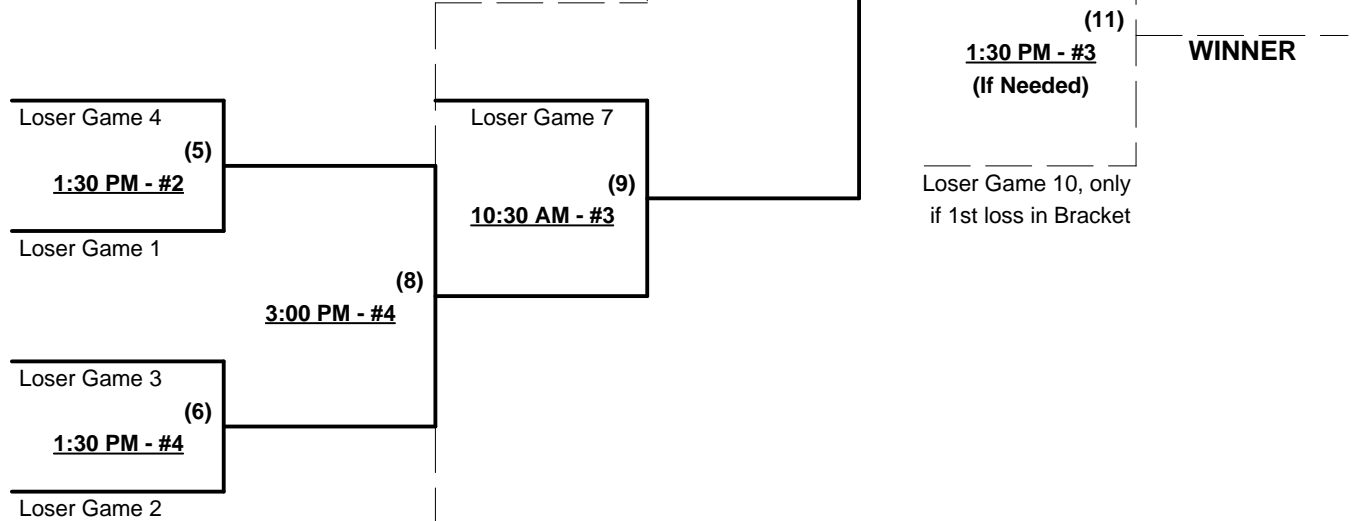 (11)
1:30 PM - #3
WINNER
(If Needed)
Loser Game 4
Loser Game 7
(5)
1:30 PM - #2
(9)
Loser Game 10, only
if 1st loss in Bracket
10:30 AM - #3
Loser Game 1
(8)
3:00 PM - #4
Loser Game 3
(6)
1:30 PM - #4
Loser Game 2